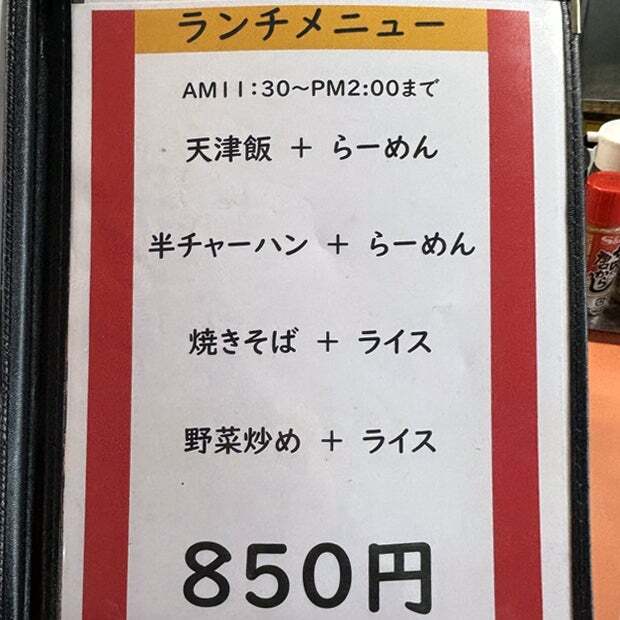 ランチメニュー
AM11:30～PM2:00まで
天津飯 + らーめん
半チャーハン + らーめん
焼きそば + ライス
野菜炒め + ライス
850円